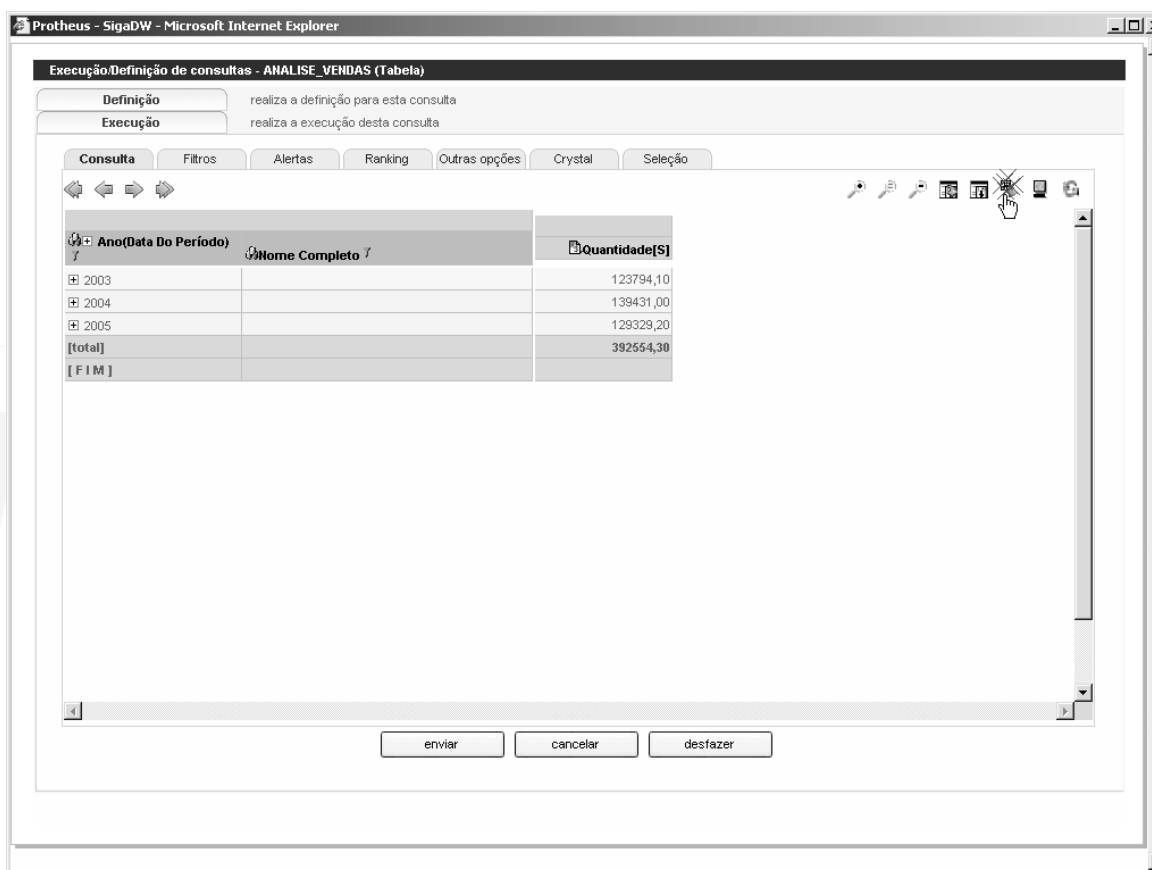 Protheus - SigaDW - Microsoft Internet Explorer
Execução/Definição de consultas - ANALISE_VENDAS (Tabela)
Definição realiza a definição para esta consulta
Execução realiza a execução desta consulta
Consulta Filtros Alertas Ranking Outras opções Crystal Seleção
Ano(Data Do Período) Nome Completo Quantidade[S]
2003 123794,10
2004 139431,00
2005 129329,20
[total] 392554,30
[ F I M ]
enviar cancelar desfazer